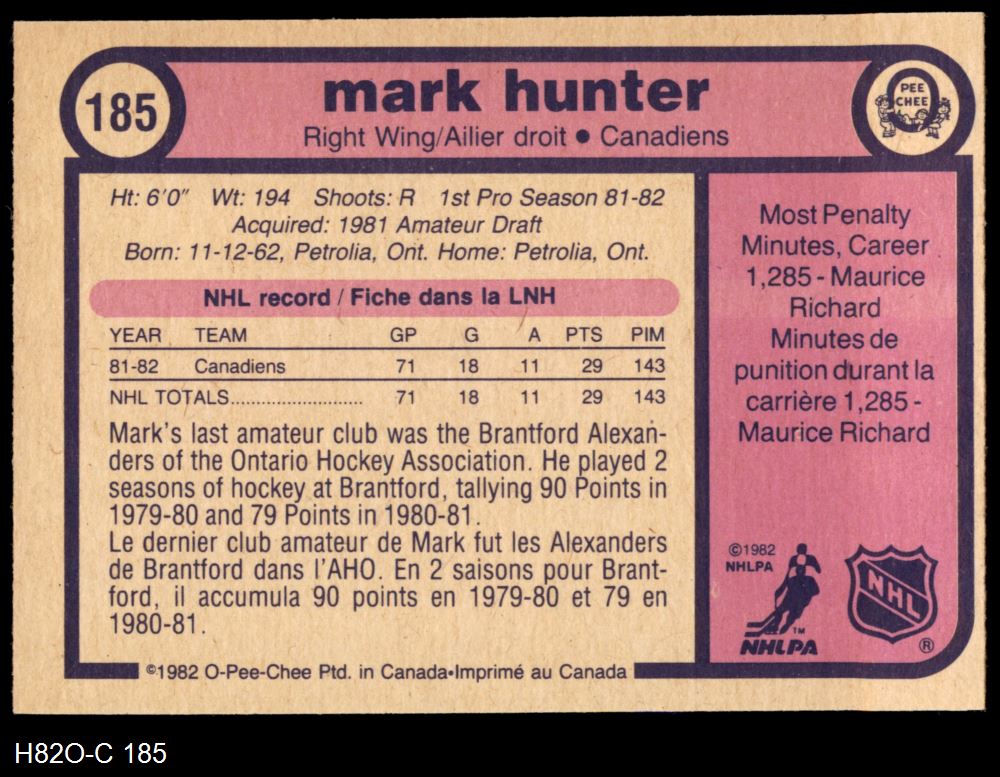 185
mark hunter
Right Wing/Ailier droit ● Canadiens
PEE
CHEE
Ht: 6'0" Wt: 194 Shoots: R 1st Pro Season 81-82
Acquired: 1981 Amateur Draft
Born: 11-12-62, Petrolia, Ont. Home: Petrolia, Ont.
NHL record / Fiche dans la LNH
YEAR TEAM GP G A PTS PIM
81-82 Canadiens 71 18 11 29 143
NHL TOTALS......................... 71 18 11 29 143
Mark's last amateur club was the Brantford Alexan-
ders of the Ontario Hockey Association. He played 2
seasons of hockey at Brantford, tallying 90 Points in
1979-80 and 79 Points in 1980-81.
Le dernier club amateur de Mark fut les Alexanders
de Brantford dans l'AHO. En 2 saisons pour Brant-
ford, il accumula 90 points en 1979-80 et 79 en
1980-81.
Most Penalty
Minutes, Career
1,285 - Maurice
Richard
Minutes de
punition durant la
carrière 1,285 -
Maurice Richard
©1982
NHLPA
TM
NHLPA
NHL
®
©1982 O-Pee-Chee Ptd. in Canada•Imprimé au Canada
H82O-C 185